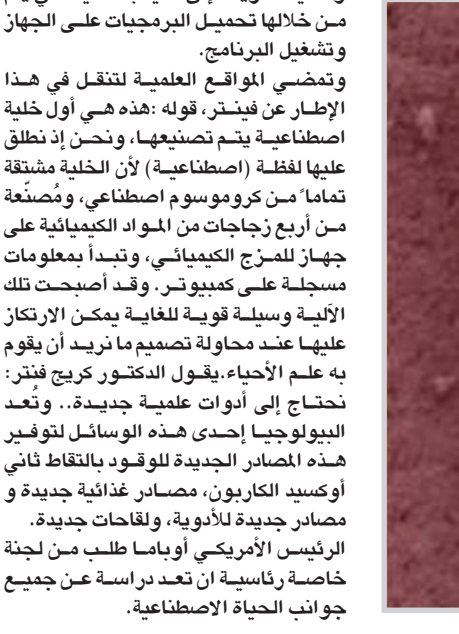 من خلالها تحميل البرمجيات على الجهاز
وتشغيل البرنامج.
وتمضي المواقع العلمية لتنقل في هذا
الإطار عن فينتر، قوله :هذه هي أول خلية
اصطناعية يتم تصنيعها، ونحن إذ نطلق
عليها لفظة (اصطناعية) لأن الخلية مشتقة
تماماً من كروموسوم اصطناعي، ومُصنّعة
من أربع زجاجات من المواد الكيميائية على
جهاز للمزج الكيميائي، وتبدأ بمعلومات
مسجلة على كمبيوتر. وقد أصبحت تلك
الآلية وسيلة قوية للغاية يمكن الارتكاز
عليها عند محاولة تصميم ما نريد أن يقوم
به علم الأحياء.يقول الدكتور كريج فنتر:
نحتاج إلى أدوات علمية جديدة.. وتُعد
البيولوجيا إحدى هذه الوسائل لتوفير
هذه المصادر الجديدة للوقود بالتقاط ثاني
أوكسيد الكاربون، مصادر غذائية جديدة و
مصادر جديدة للأدوية، ولقاحات جديدة.
الرئيس الأمريكي أوباما طلب من لجنة
خاصة رئاسية ان تعد دراسة عن جميع
جوانب الحياة الاصطناعية.